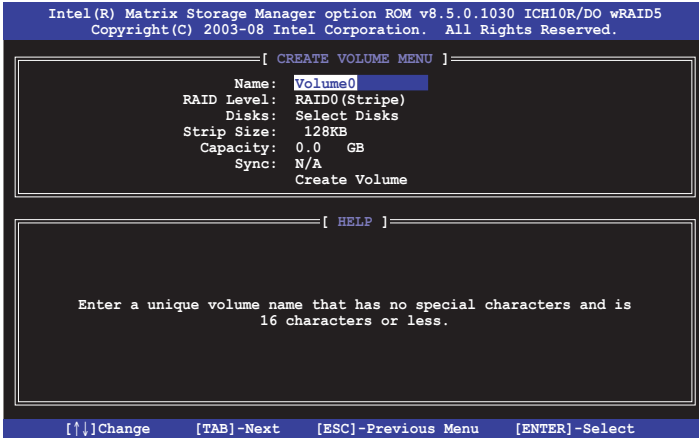 Intel(R) Matrix Storage Manager option ROM v8.5.0.1030 ICH10R/DO wRAID5
Copyright(C) 2003-08 Intel Corporation. All Rights Reserved.
[ CREATE VOLUME MENU ]
Name: Volume0
RAID Level: RAID0(Stripe)
Disks: Select Disks
Strip Size: 128KB
Capacity: 0.0 GB
Sync: N/A
Create Volume
[ HELP ]
Enter a unique volume name that has no special characters and is
16 characters or less.
[↑↓]Change [TAB]-Next [ESC]-Previous Menu [ENTER]-Select